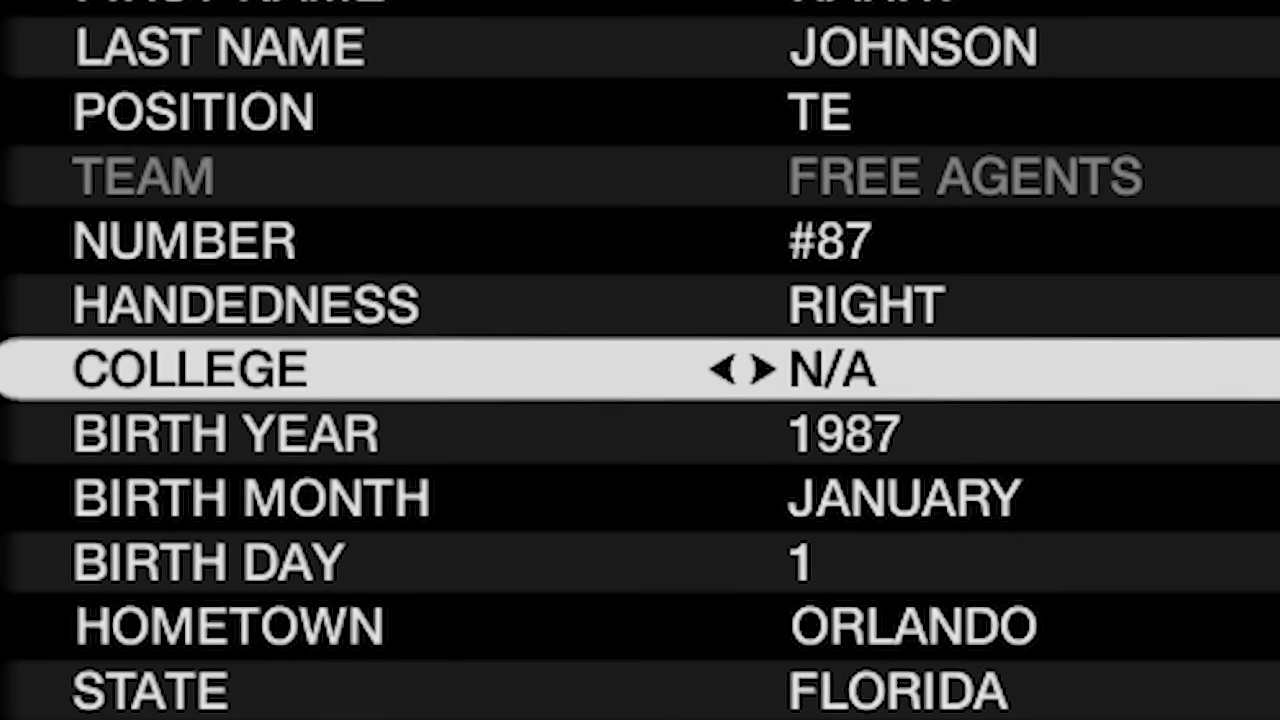 LAST NAME JOHNSON
POSITION TE
TEAM FREE AGENTS
NUMBER #87
HANDEDNESS RIGHT
COLLEGE N/A
BIRTH YEAR 1987
BIRTH MONTH JANUARY
BIRTH DAY 1
HOMETOWN ORLANDO
STATE FLORIDA